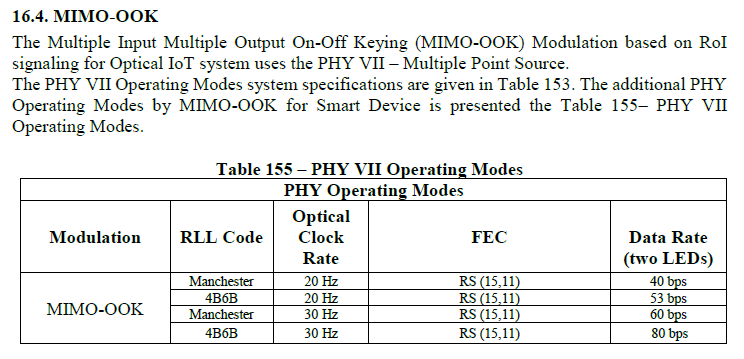 16.4. MIMO-OOK
The Multiple Input Multiple Output On-Off Keying (MIMO-OOK) Modulation based on RoI
signaling for Optical IoT system uses the PHY VII – Multiple Point Source.
The PHY VII Operating Modes system specifications are given in Table 153. The additional PHY
Operating Modes by MIMO-OOK for Smart Device is presented the Table 155– PHY VII
Operating Modes.
Table 155 – PHY VII Operating Modes
PHY Operating Modes
Modulation RLL Code Optical Clock Rate FEC Data Rate (two LEDs)
MIMO-OOK
Manchester 20 Hz RS (15,11) 40 bps
4B6B 20 Hz RS (15,11) 53 bps
Manchester 30 Hz RS (15,11) 60 bps
4B6B 30 Hz RS (15,11) 80 bps